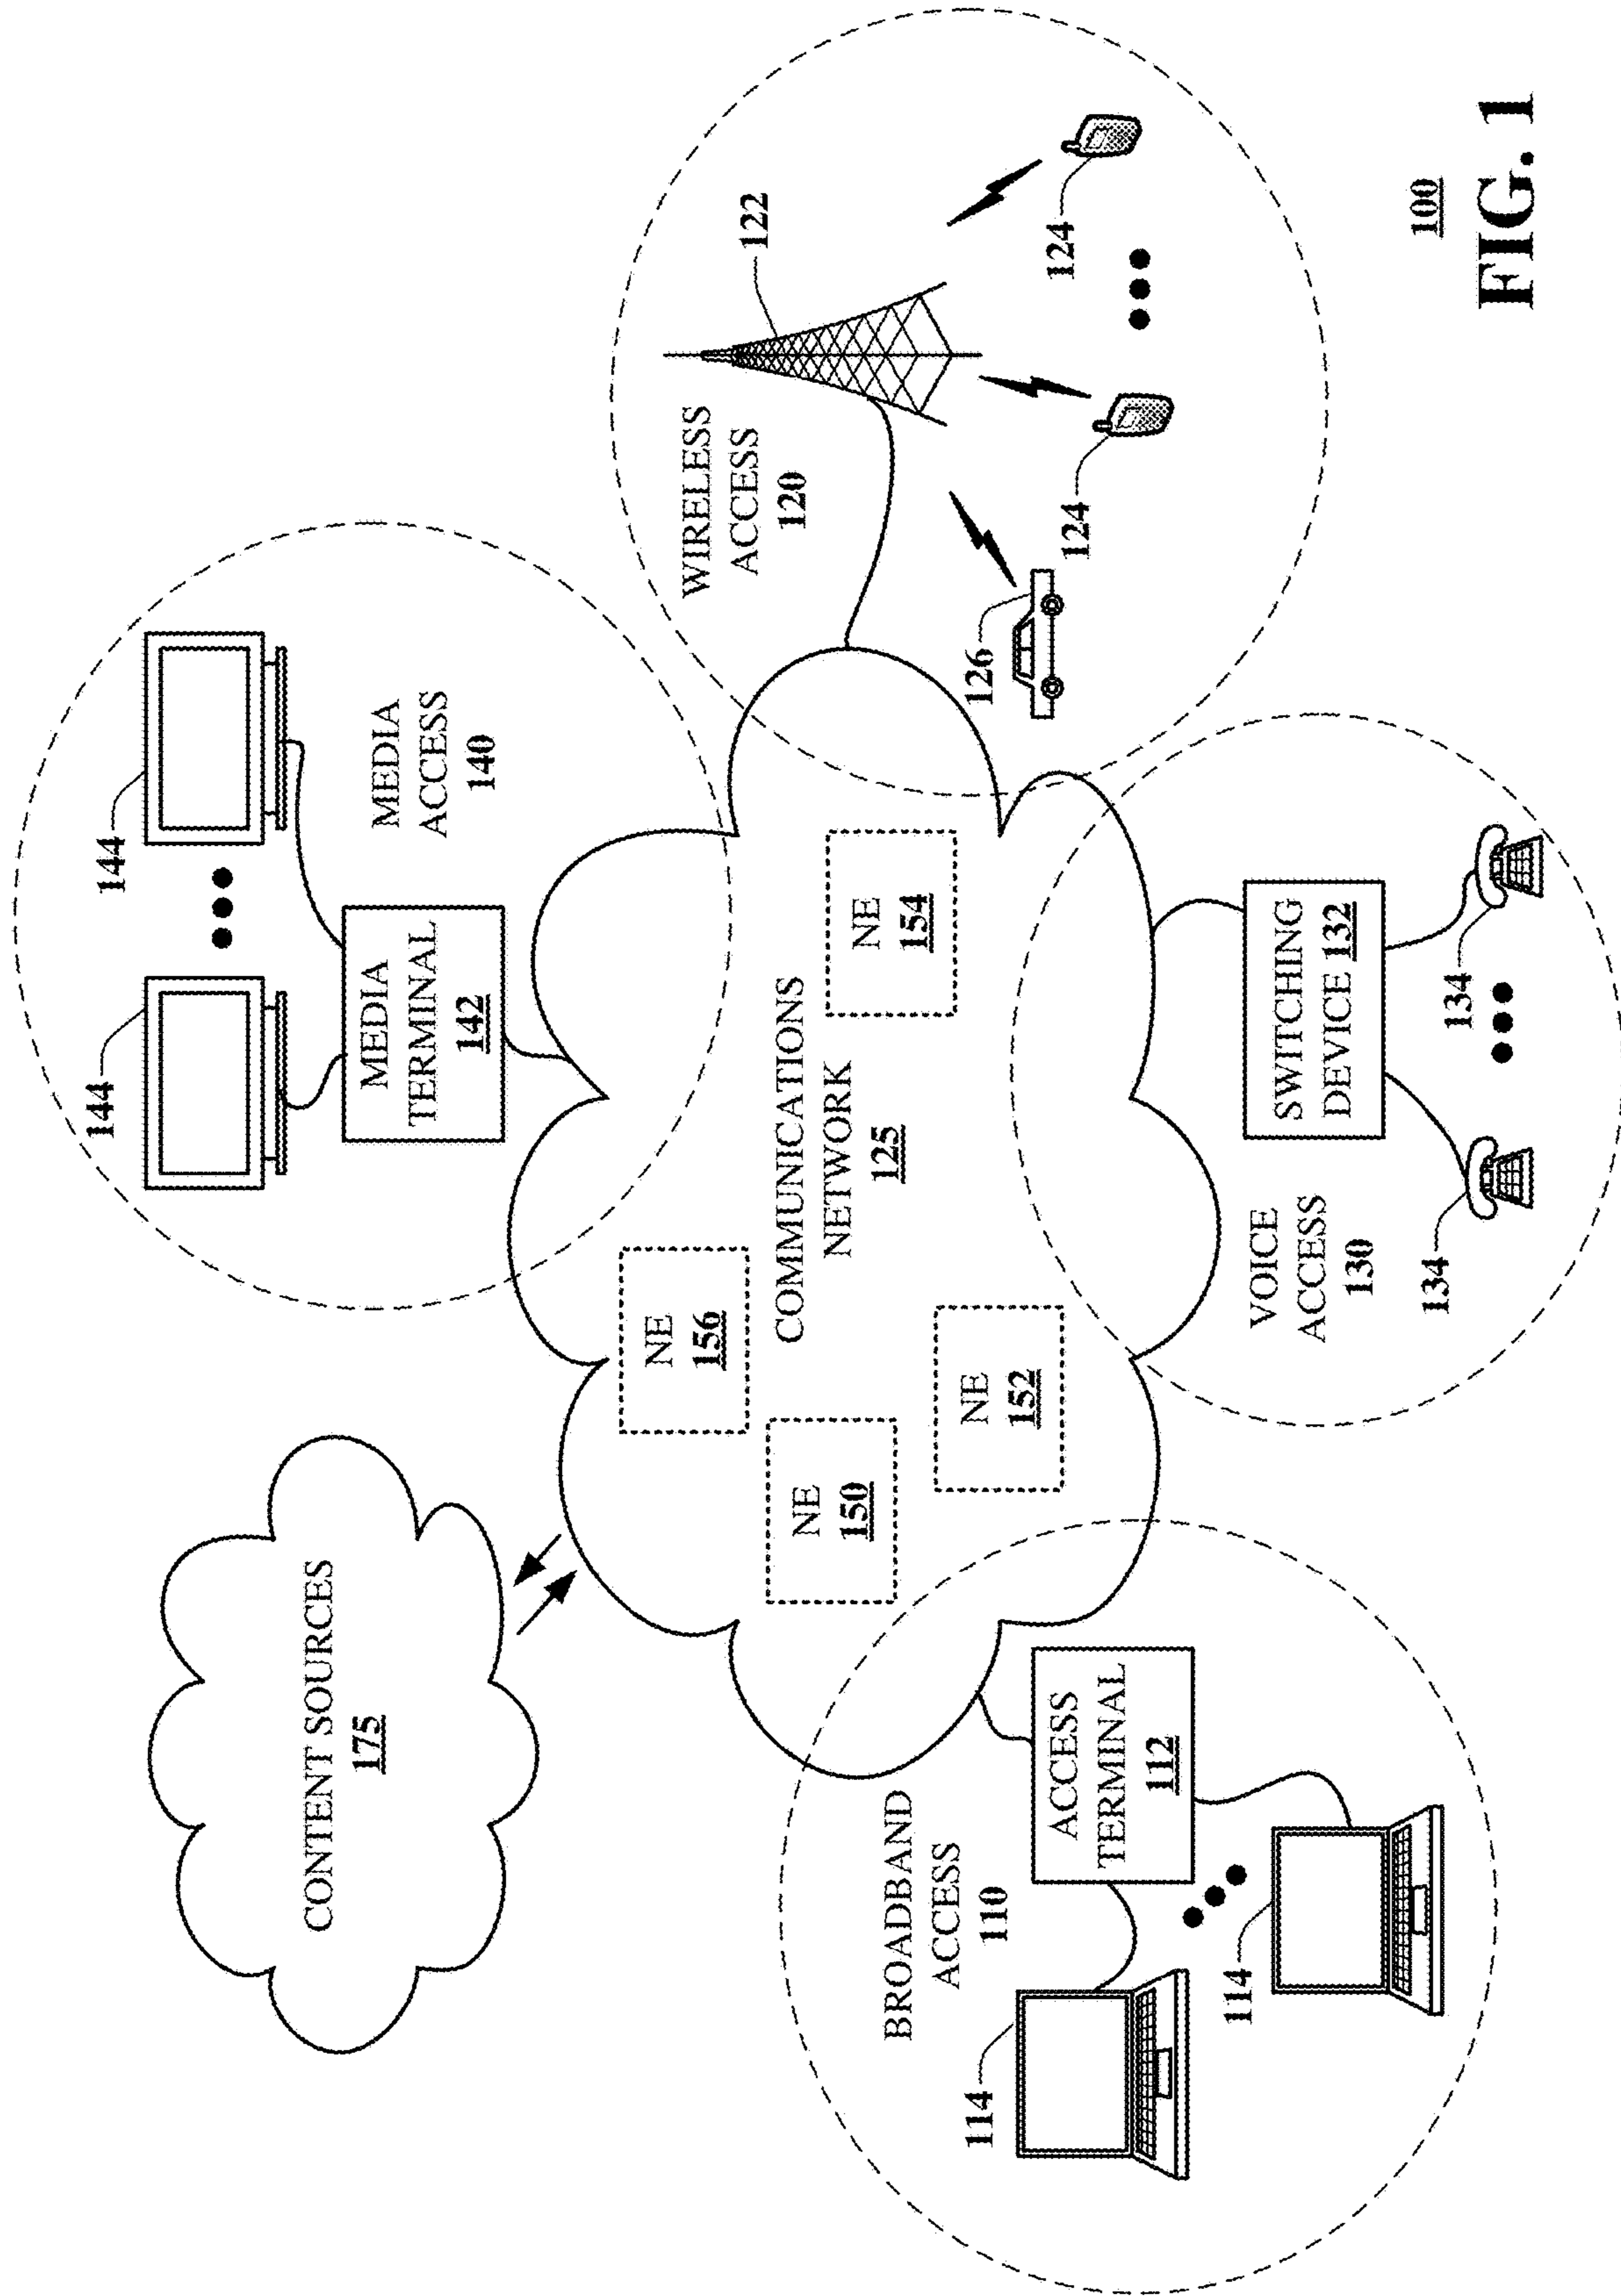 CONTENT SOURCES
175
144
144
MEDIA
TERMINAL
142
MEDIA
ACCESS
140
WIRELESS
ACCESS
120
122
124
124
126
NE
156
NE
150
NE
152
NE
154
COMMUNICATIONS
NETWORK
125
BROADBAND
ACCESS
110
ACCESS
TERMINAL
112
114
114
VOICE
ACCESS
130
SWITCHING
DEVICE 132
134
134
100
FIG. 1